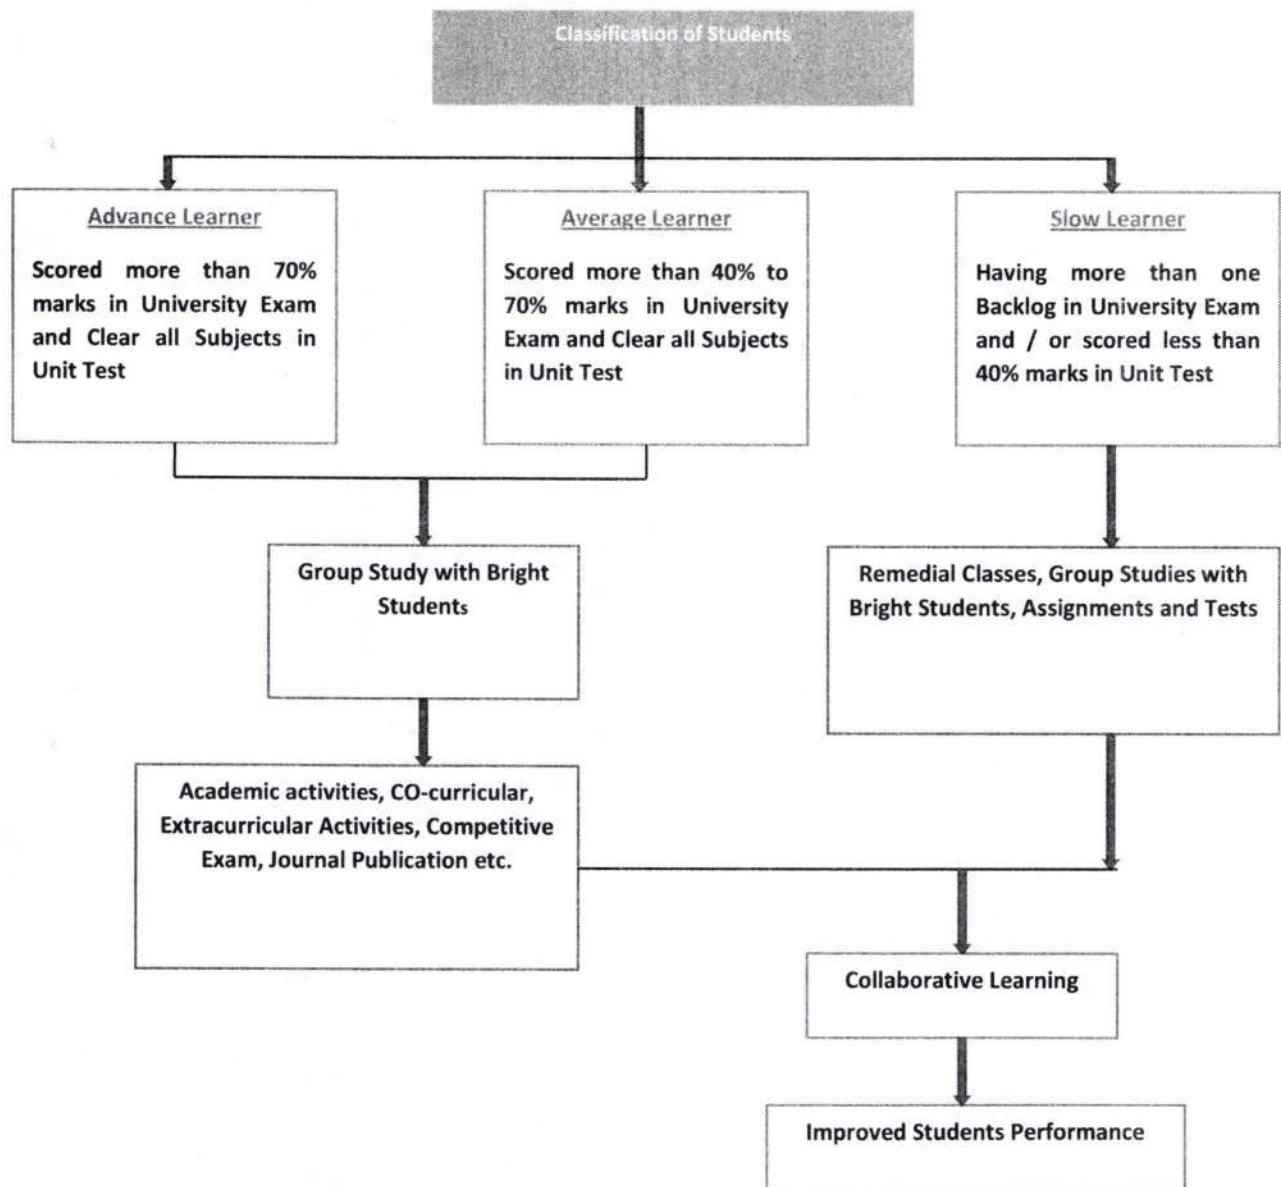 Classification of Students
Advance Learner
Scored more than 70%
marks in University Exam
and Clear all Subjects in
Unit Test
Average Learner
Scored more than 40% to
70% marks in University
Exam and Clear all Subjects
in Unit Test
Slow Learner
Having more than one
Backlog in University Exam
and / or scored less than
40% marks in Unit Test
Group Study with Bright
Students
Remedial Classes, Group Studies with
Bright Students, Assignments and Tests
Academic activities, CO-curricular,
Extracurricular Activities, Competitive
Exam, Journal Publication etc.
Collaborative Learning
Improved Students Performance